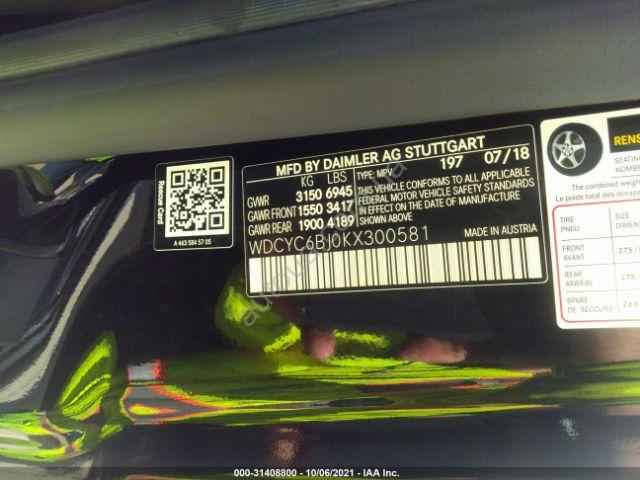 MFD BY DAIMLER AG STUTTGART
KG LBS TYPE: MPV 197 07/18
GVWR 3150 6945
GAWR FRONT 1550 3417
GAWR REAR 1900 4189
THIS VEHICLE CONFORMS TO ALL APPLICABLE
FEDERAL MOTOR VEHICLE SAFETY STANDARDS
IN EFFECT ON THE DATE OF MANUFACTURE
SHOWN ABOVE.
WDCYC6BJ0KX300581 MADE IN AUSTRIA
Rescue Card
A 463 584 57 05
SEATING
The combined weight
Le poids total des occupa
TIRE
PNEU
SIZE
FRONT
AVANT
275/
REAR
ARRIÈRE
275
SPARE
DE SECOURS
265
000-31408800 - 10/06/2021 - IAA Inc.